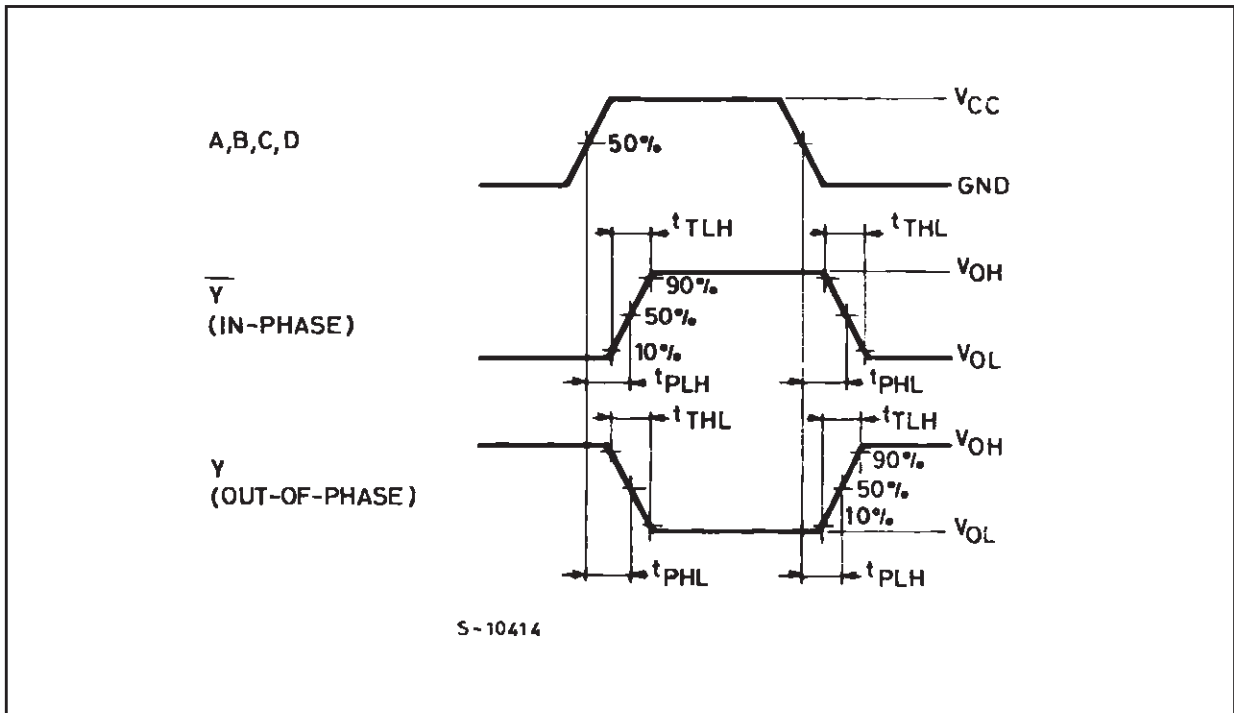 V_CC
A,B,C,D
50%
GND
t_TLH
t_THL
V_OH
Y̅
90%
(IN-PHASE)
50%
10%
V_OL
t_PLH
t_PHL
t_THL
t_TLH
V_OH
Y
90%
(OUT-OF-PHASE)
50%
10%
V_OL
t_PHL
t_PLH
S-10414